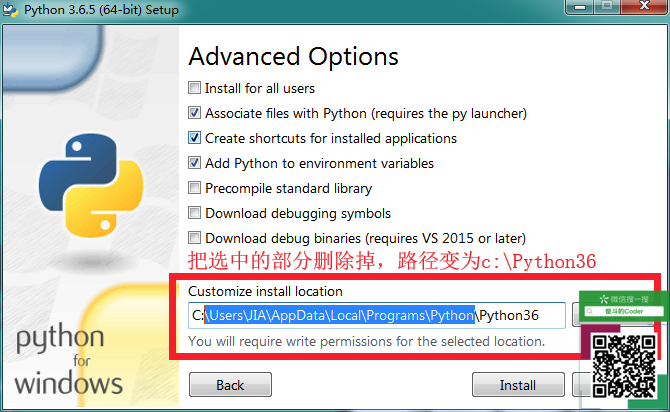 Python 3.6.5 (64-bit) Setup
Advanced Options
Install for all users
Associate files with Python (requires the py launcher)
Create shortcuts for installed applications
Add Python to environment variables
Precompile standard library
Download debugging symbols
Download debug binaries (requires VS 2015 or later)
把选中的部分删除掉，路径变为c:\Python36
Customize install location
C:\Users\JIA\AppData\Local\Programs\Python\Python36
You will require write permissions for the selected location.
微信搜一搜
奋斗的Coder
python
for
windows
Back
Install